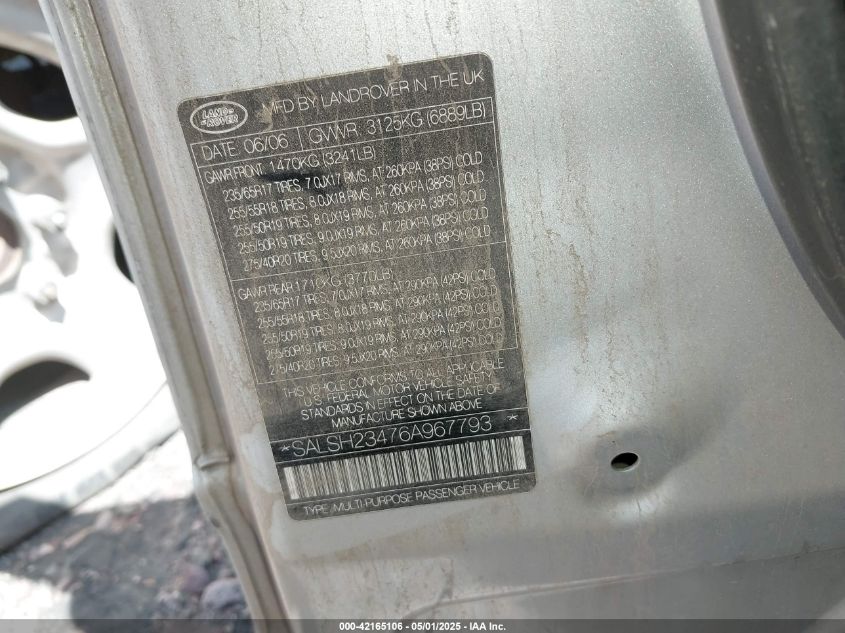 LAND ROVER
MFD BY LANDROVER IN THE UK
DATE: 06/06 GVWR: 3125KG (6889LB)
GAWR FRONT: 1470KG (3241LB)
235/65R17 TIRES, 7.0JX17 RIMS, AT 260KPA (38PSI) COLD
255/55R18 TIRES, 8.0JX18 RIMS, AT 260KPA (38PSI) COLD
255/50R19 TIRES, 8.0JX19 RIMS, AT 260KPA (38PSI) COLD
255/50R19 TIRES, 9.0JX19 RIMS, AT 260KPA (38PSI) COLD
275/40R20 TIRES, 9.5JX20 RIMS, AT 260KPA (38PSI) COLD
GAWR REAR 1710KG (3770LB)
235/65R17 TIRES, 7.0JX17 RIMS, AT 290KPA (42PSI) COLD
255/55R18 TIRES, 8.0JX18 RIMS, AT 290KPA (42PSI) COLD
255/50R19 TIRES, 8.0JX19 RIMS, AT 290KPA (42PSI) COLD
255/50R19 TIRES, 9.0JX19 RIMS, AT 290KPA (42PSI) COLD
275/40R20 TIRES, 9.5JX20 RIMS, AT 290KPA (42PSI) COLD
THIS VEHICLE CONFORMS TO ALL APPLICABLE
U.S. FEDERAL MOTOR VEHICLE SAFETY
STANDARDS IN EFFECT ON THE DATE OF
MANUFACTURE SHOWN ABOVE
*SALSH23476A967793 *
TYPE: MULTI PURPOSE PASSENGER VEHICLE
000-42165106 - 05/01/2025 - IAA Inc.